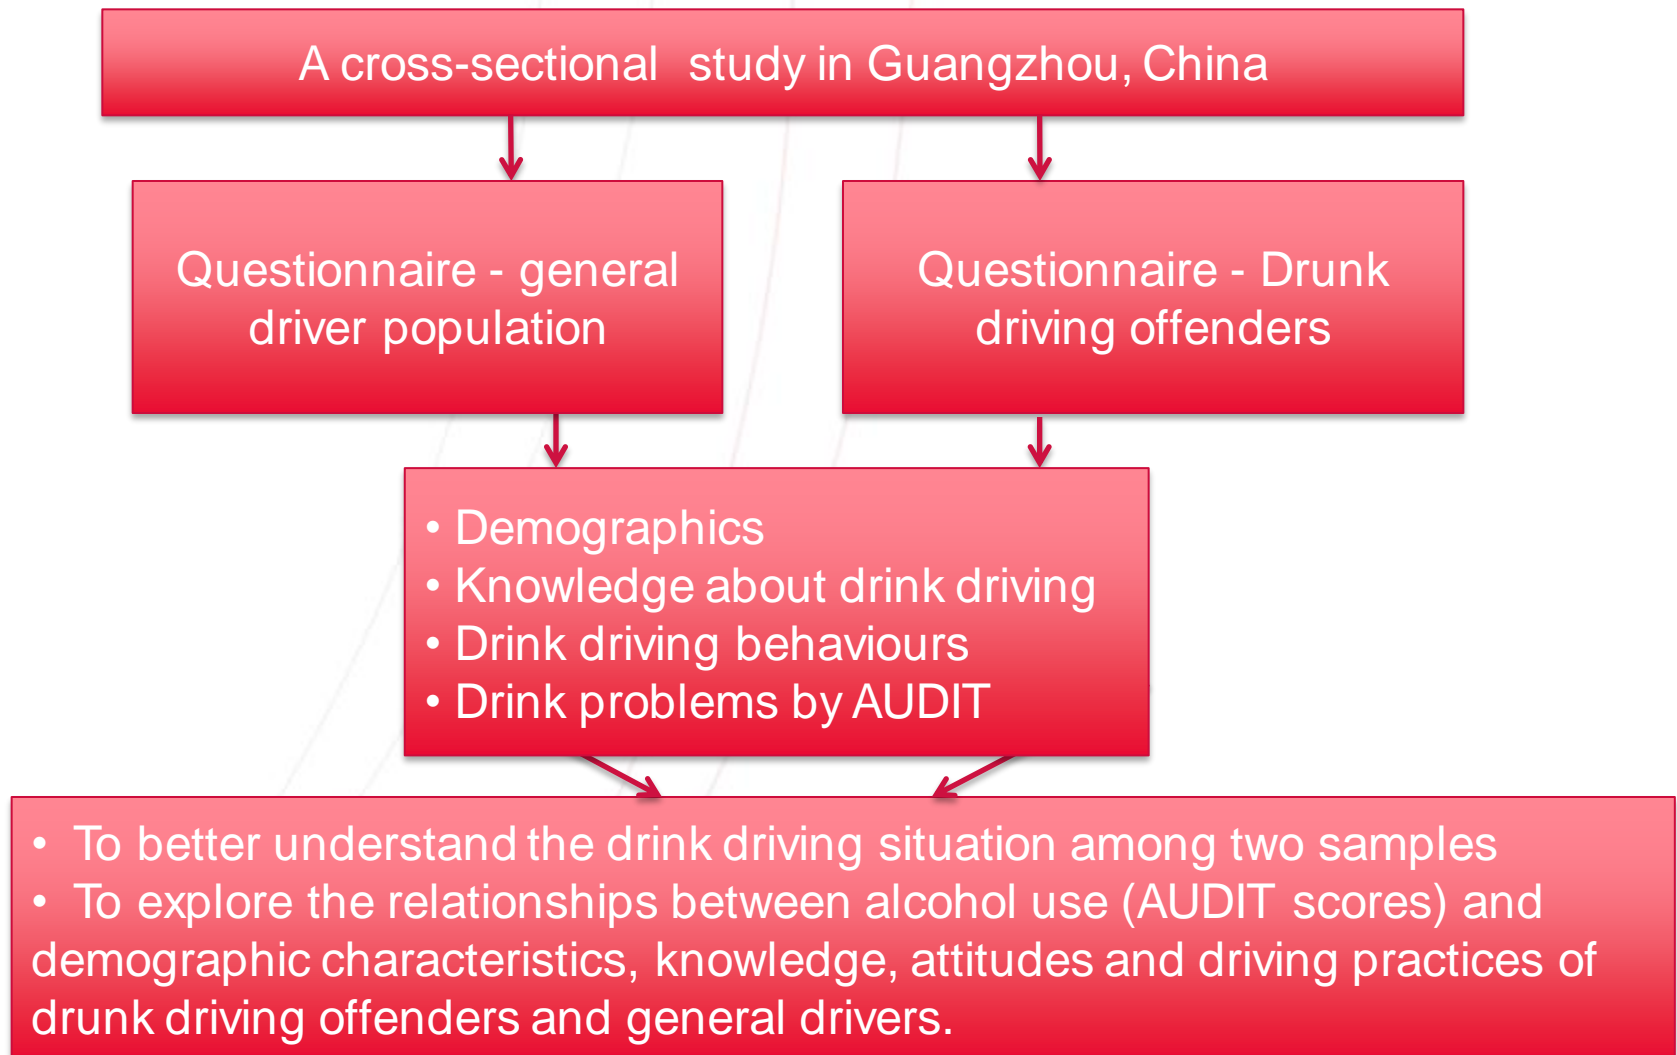 A cross-sectional study in Guangzhou, China
Questionnaire - general
driver population
Questionnaire - Drunk
driving offenders
• Demographics
• Knowledge about drink driving
• Drink driving behaviours
• Drink problems by AUDIT
• To better understand the drink driving situation among two samples
• To explore the relationships between alcohol use (AUDIT scores) and
demographic characteristics, knowledge, attitudes and driving practices of
drunk driving offenders and general drivers.